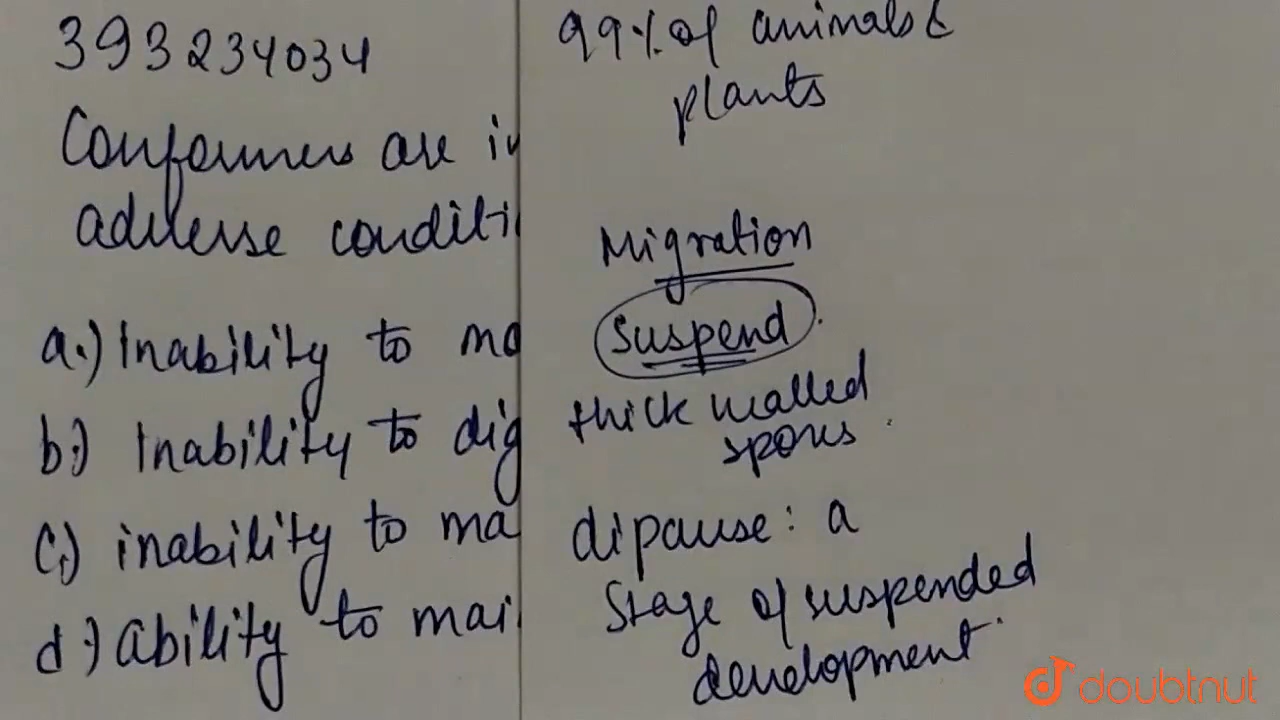 393234034
Conformers are in
adverse conditi
a.) Inability to ma
b.) Inability to dig
c.) inability to ma
d.) ability to mai
99% of animals &
plants
Migration
Suspend.
thick walled
spores.
dipause: a
Stage of suspended
development.
doubtnut